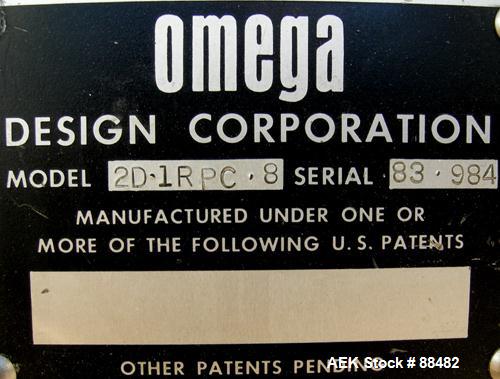 omega
DESIGN CORPORATION
MODEL 2D·1RPC·8 SERIAL 83·984
MANUFACTURED UNDER ONE OR
MORE OF THE FOLLOWING U.S. PATENTS
OTHER PATENTS PENDING
AEK Stock # 88482